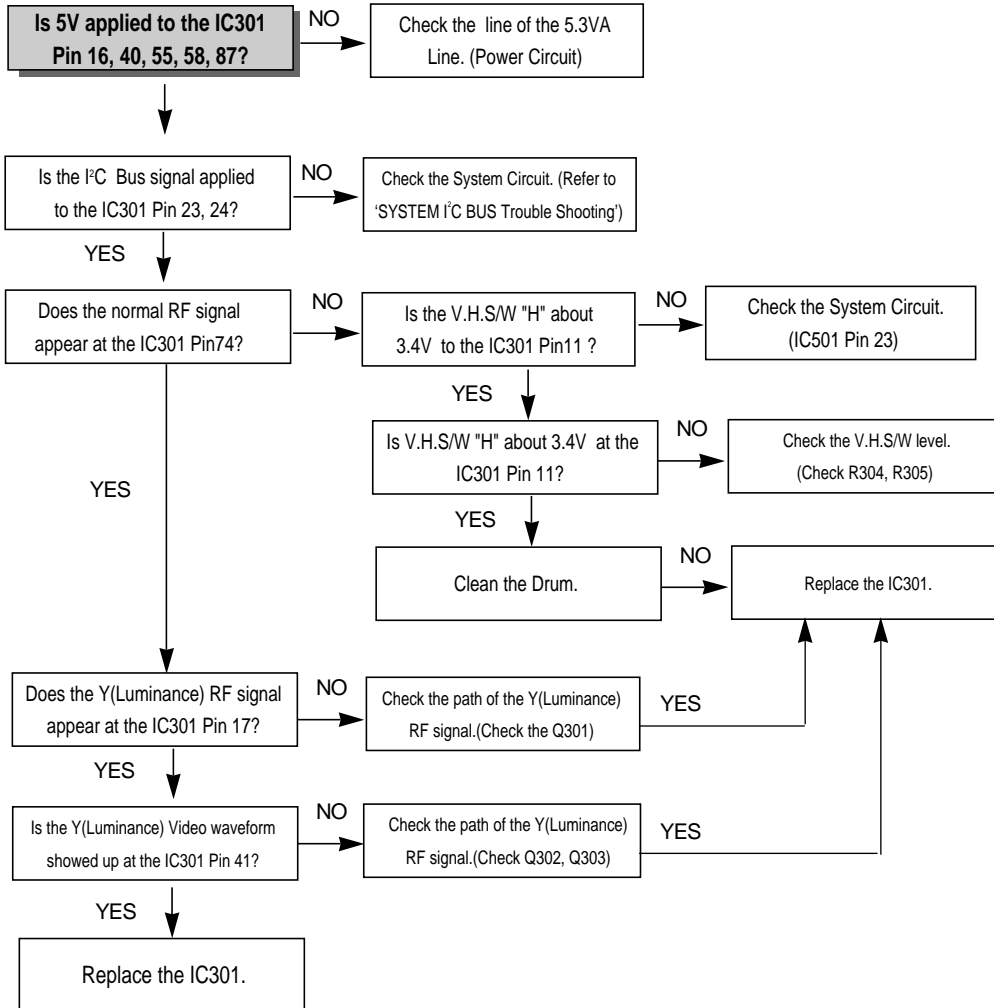 Is 5V applied to the IC301
Pin 16, 40, 55, 58, 87?
NO
Check the line of the 5.3VA
Line. (Power Circuit)
Is the I²C Bus signal applied
to the IC301 Pin 23, 24?
NO
Check the System Circuit. (Refer to
‘SYSTEM I²C BUS Trouble Shooting’)
YES
Does the normal RF signal
appear at the IC301 Pin74?
NO
Is the V.H.S/W "H" about
3.4V to the IC301 Pin11 ?
NO
Check the System Circuit.
(IC501 Pin 23)
YES
Is V.H.S/W "H" about 3.4V at the
IC301 Pin 11?
NO
Check the V.H.S/W level.
(Check R304, R305)
YES
YES
Clean the Drum.
NO
Replace the IC301.
Does the Y(Luminance) RF signal
appear at the IC301 Pin 17?
NO
Check the path of the Y(Luminance)
RF signal.(Check the Q301)
YES
YES
Is the Y(Luminance) Video waveform
showed up at the IC301 Pin 41?
NO
Check the path of the Y(Luminance)
RF signal.(Check Q302, Q303)
YES
YES
Replace the IC301.